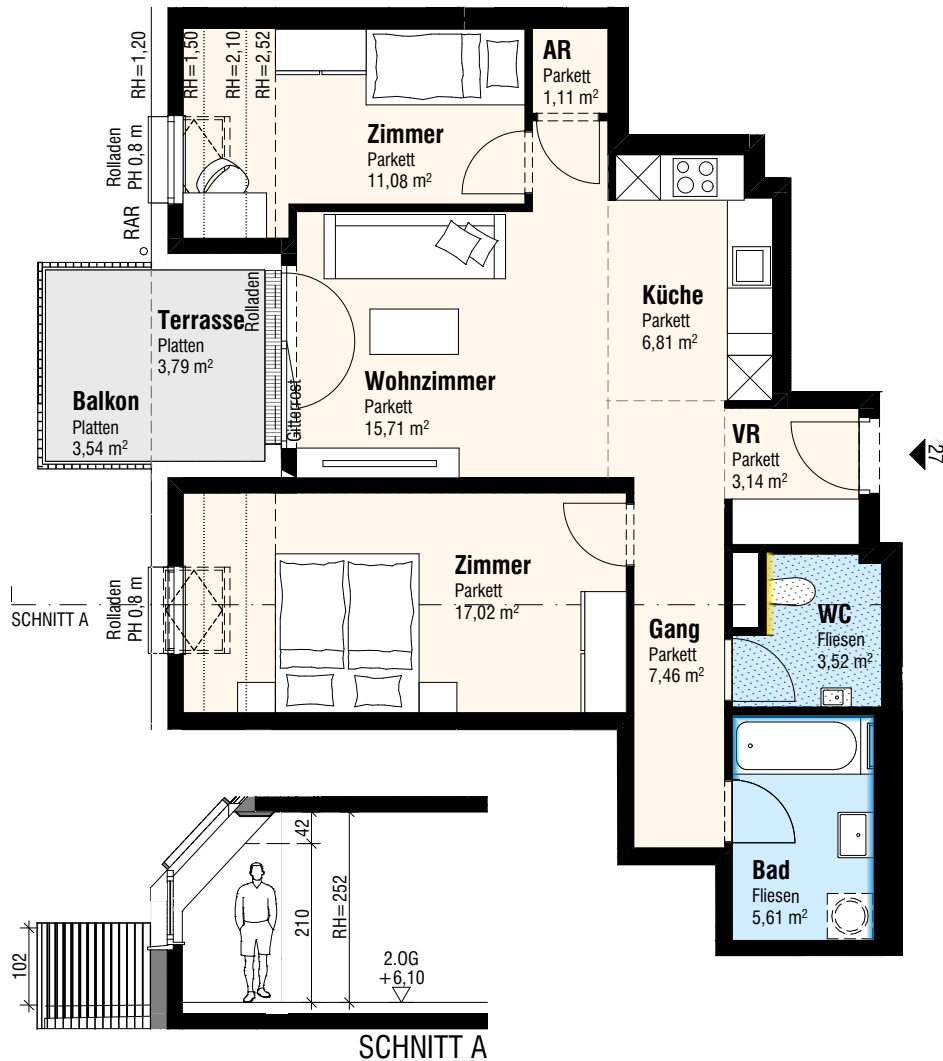 RH=1,20
RH=1,50
RH=2,10
RH=2,52
AR
Parkett
1,11 m²
Zimmer
Parkett
11,08 m²
Rolladen
PH 0,8 m
RAR
Rolladen
Küche
Parkett
6,81 m²
Terrasse
Platten
3,79 m²
Wohnzimmer
Parkett
15,71 m²
Gitterrost
Balkon
Platten
3,54 m²
VR
Parkett
3,14 m²
27
Zimmer
Parkett
17,02 m²
Rolladen
PH 0,8 m
SCHNITT A
Gang
Parkett
7,46 m²
WC
Fliesen
3,52 m²
Bad
Fliesen
5,61 m²
42
210
RH=252
102
2.OG
+6,10
SCHNITT A